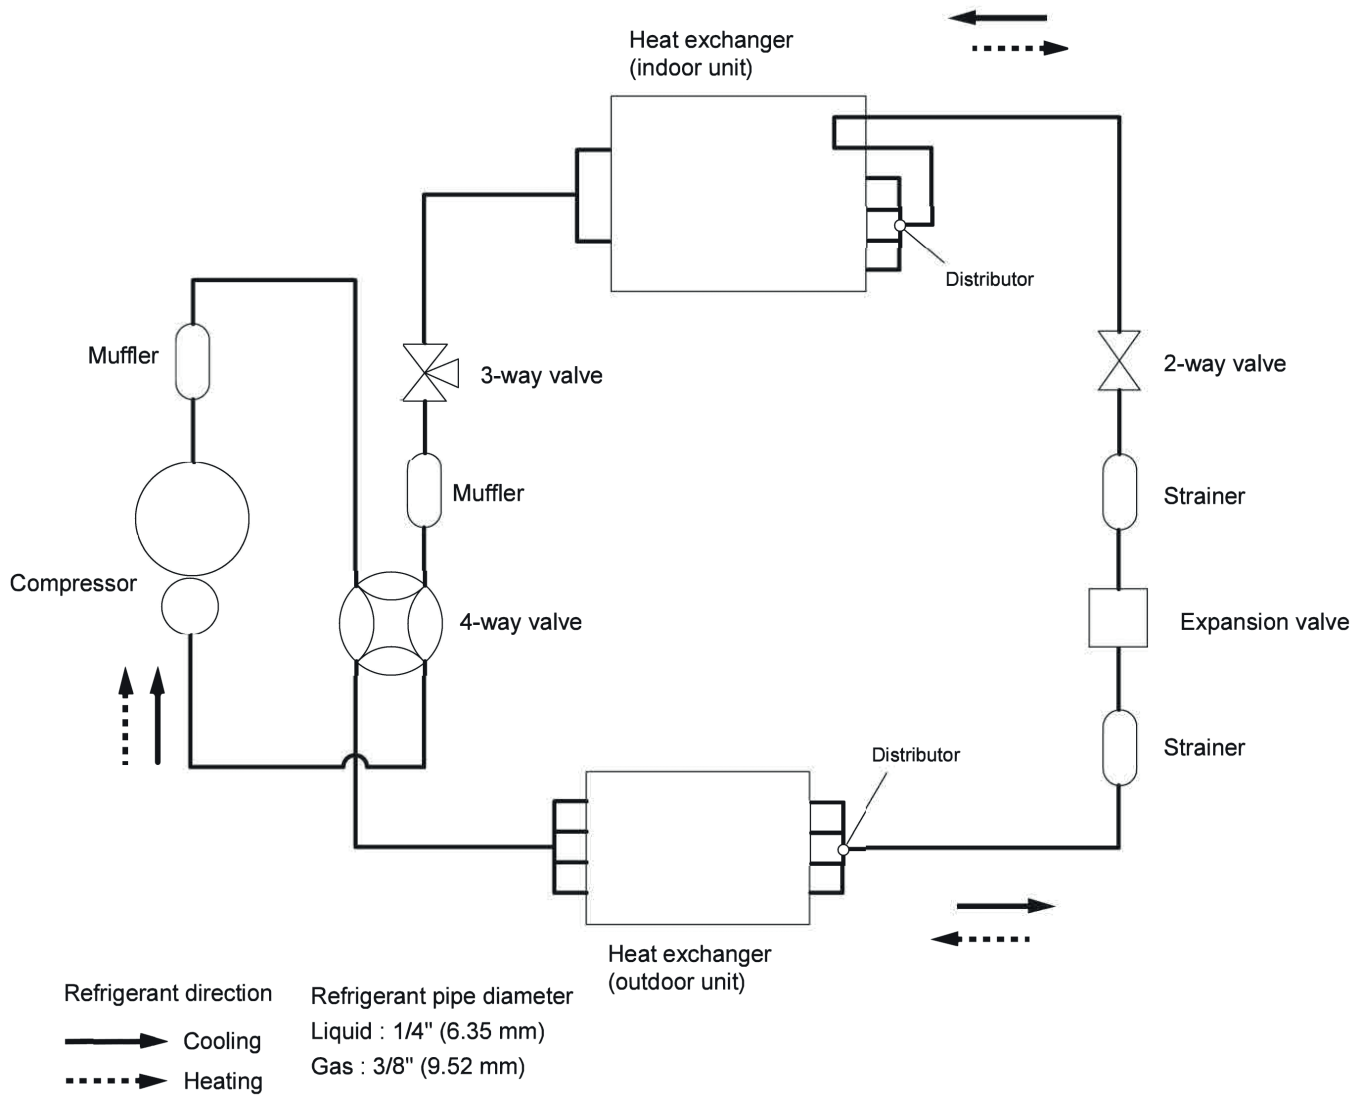 Heat exchanger
(indoor unit)
Distributor
Muffler
3-way valve
2-way valve
Muffler
Strainer
Compressor
4-way valve
Expansion valve
Strainer
Distributor
Heat exchanger
(outdoor unit)
Refrigerant direction
Cooling
Heating
Refrigerant pipe diameter
Liquid : 1/4" (6.35 mm)
Gas : 3/8" (9.52 mm)